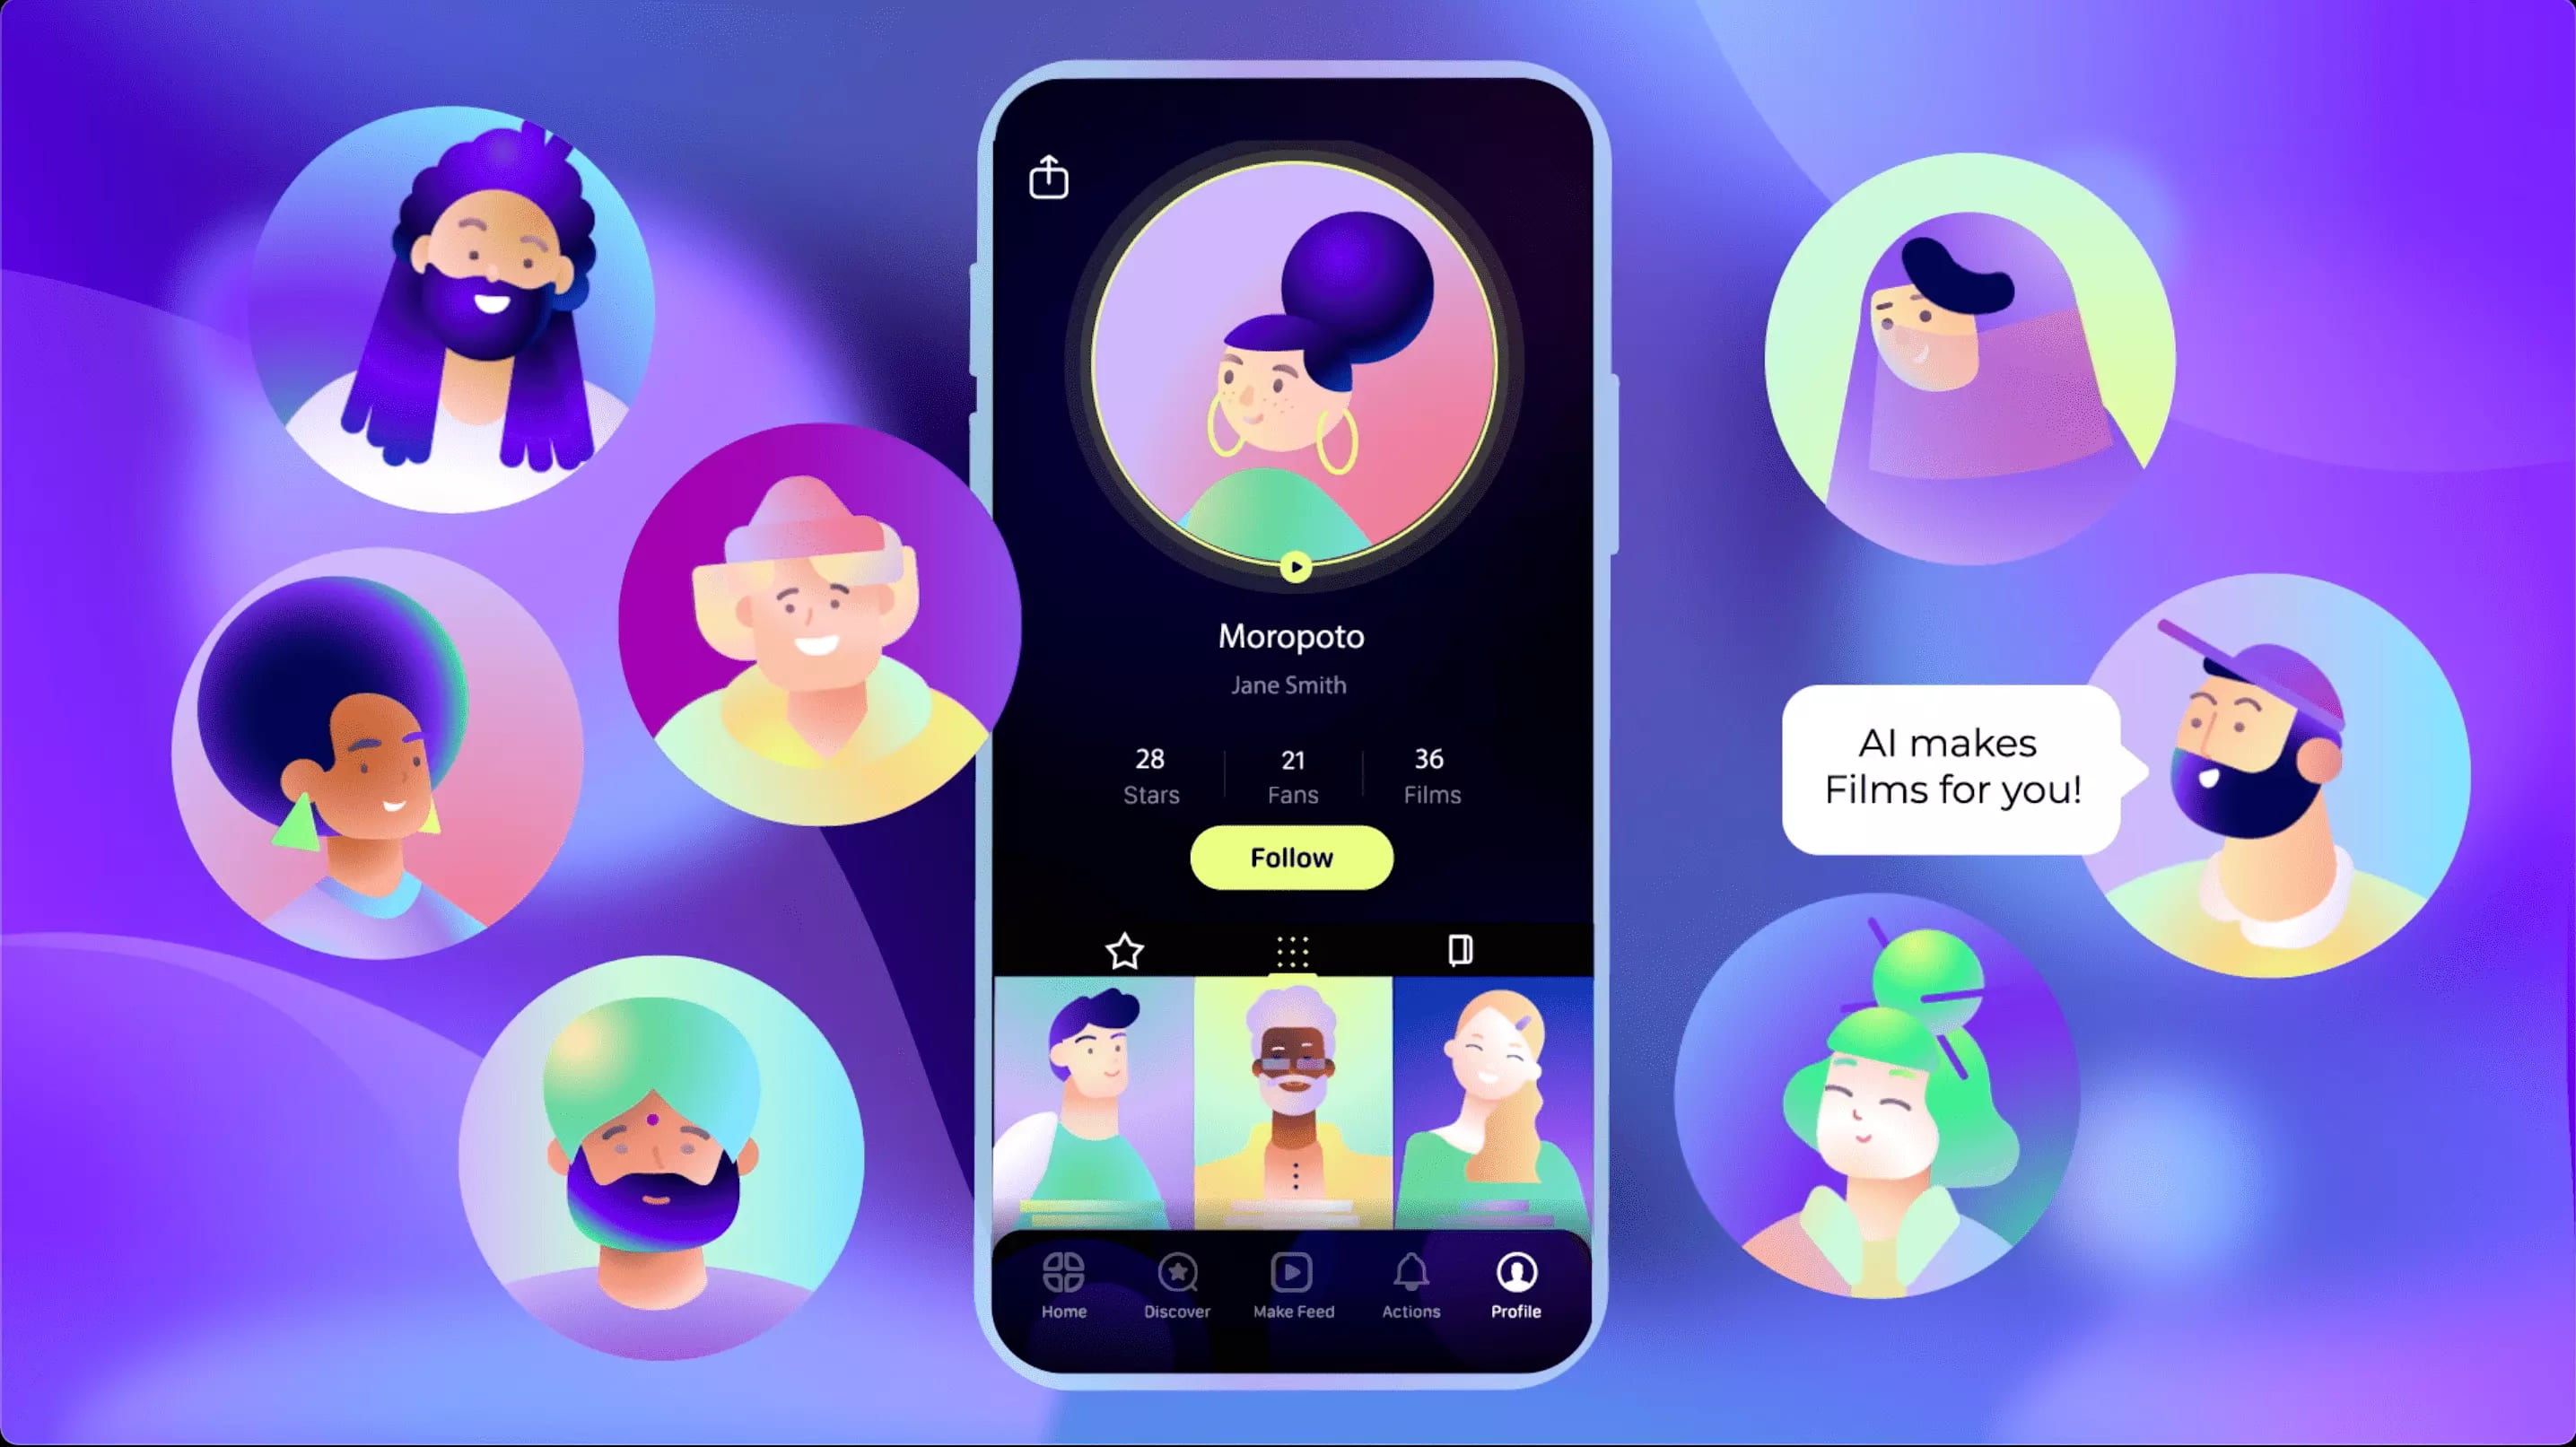 Moropoto
Jane Smith
28
Stars
21
Fans
36
Films
Follow
Home
Discover
Make Feed
Actions
Profile
AI makes
Films for you!